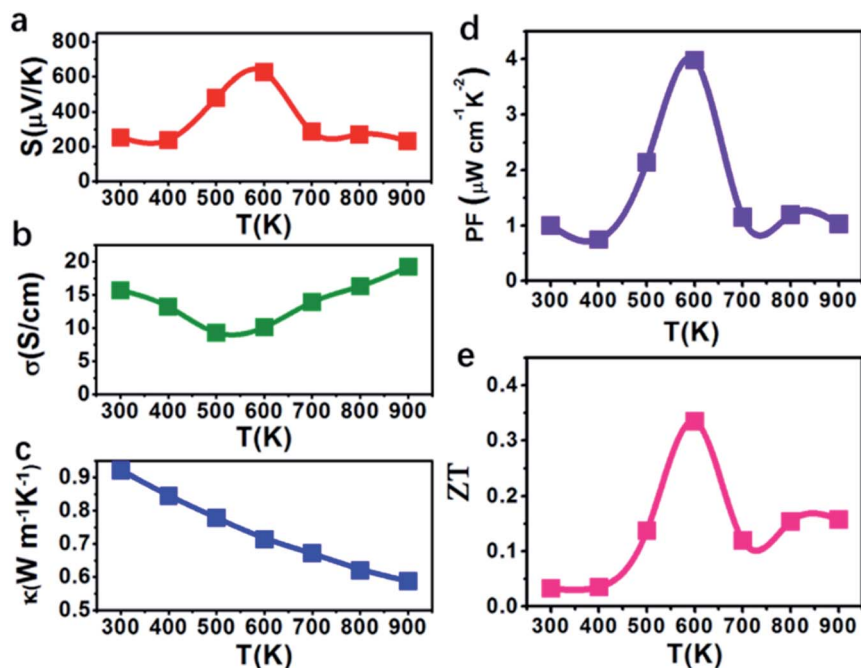 a
800
600
400
200
0
S(μV/K)
300 400 500 600 700 800 900
T(K)
b
20
15
10
5
0
σ(S/cm)
300 400 500 600 700 800 900
T(K)
c
0.9
0.8
0.7
0.6
0.5
κ(W m⁻¹K⁻¹)
300 400 500 600 700 800 900
T(K)
d
4
3
2
1
0
PF (μW cm⁻¹K⁻²)
300 400 500 600 700 800 900
T(K)
e
0.4
0.3
0.2
0.1
0.0
ZT
300 400 500 600 700 800 900
T(K)